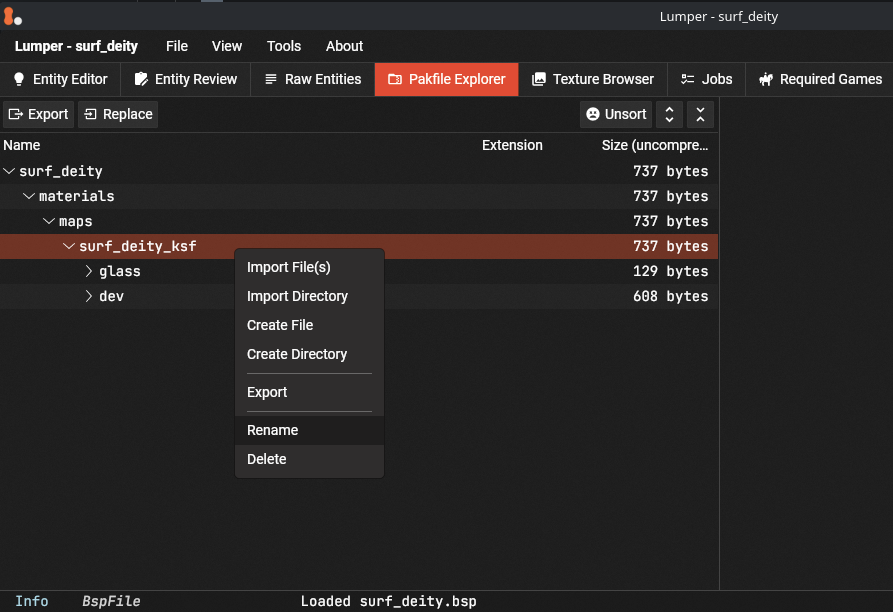 Lumper - surf_deity
Lumper - surf_deity File View Tools About
Entity Editor Entity Review Raw Entities Pakfile Explorer Texture Browser Jobs Required Games
Export Replace Unsort
Name Extension Size (uncompre...
surf_deity 737 bytes
materials 737 bytes
maps 737 bytes
surf_deity_ksf 737 bytes
glass 129 bytes
dev 608 bytes
Import File(s)
Import Directory
Create File
Create Directory
Export
Rename
Delete
Info BspFile Loaded surf_deity.bsp